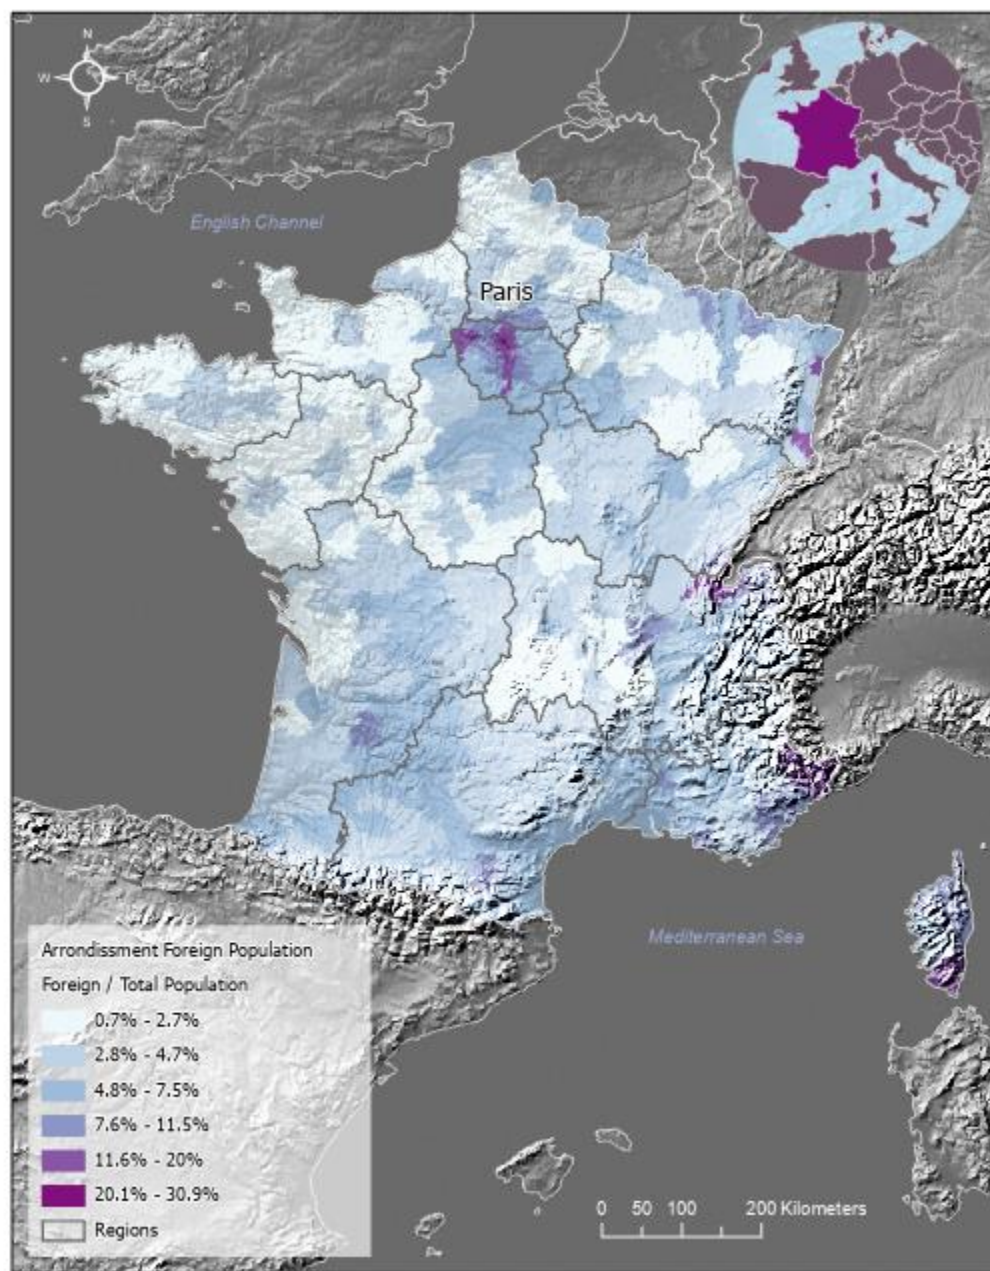 N
W E
S
English Channel
Paris
Mediterranean Sea
Arrondissment Foreign Population
Foreign / Total Population
0.7% - 2.7%
2.8% - 4.7%
4.8% - 7.5%
7.6% - 11.5%
11.6% - 20%
20.1% - 30.9%
Regions
0 50 100 200 Kilometers